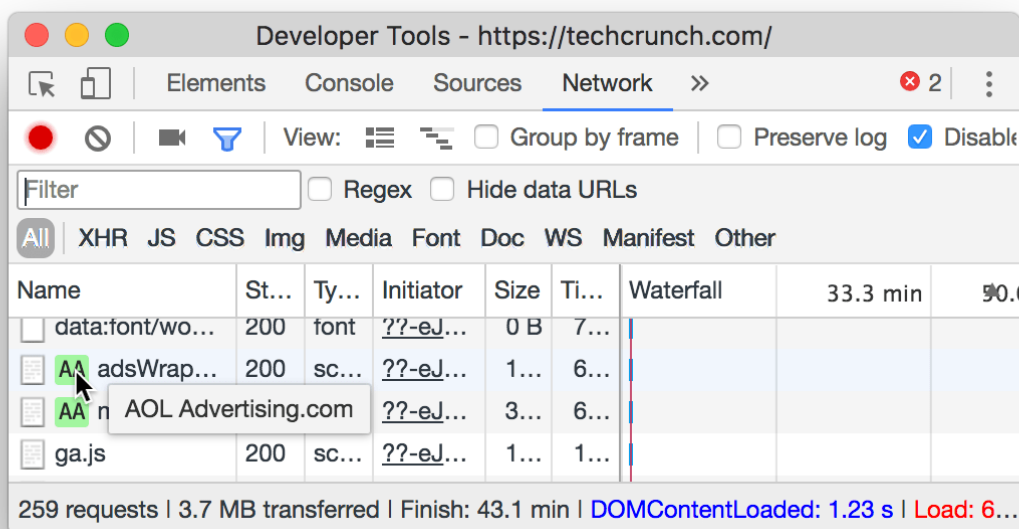 Developer Tools - https://techcrunch.com/
Elements Console Sources Network » 2
View: Group by frame Preserve log Disable
Filter Regex Hide data URLs
All XHR JS CSS Img Media Font Doc WS Manifest Other
Name St... Ty... Initiator Size Ti... Waterfall 33.3 min
data:font/wo... 200 font ??-eJ... 0 B 7...
AA adsWrap... 200 sc... ??-eJ... 1... 6...
AA AOL Advertising.com ??-eJ... 3... 6...
ga.js 200 sc... ??-eJ... 1... 1...
259 requests | 3.7 MB transferred | Finish: 43.1 min | DOMContentLoaded: 1.23 s | Load: 6...